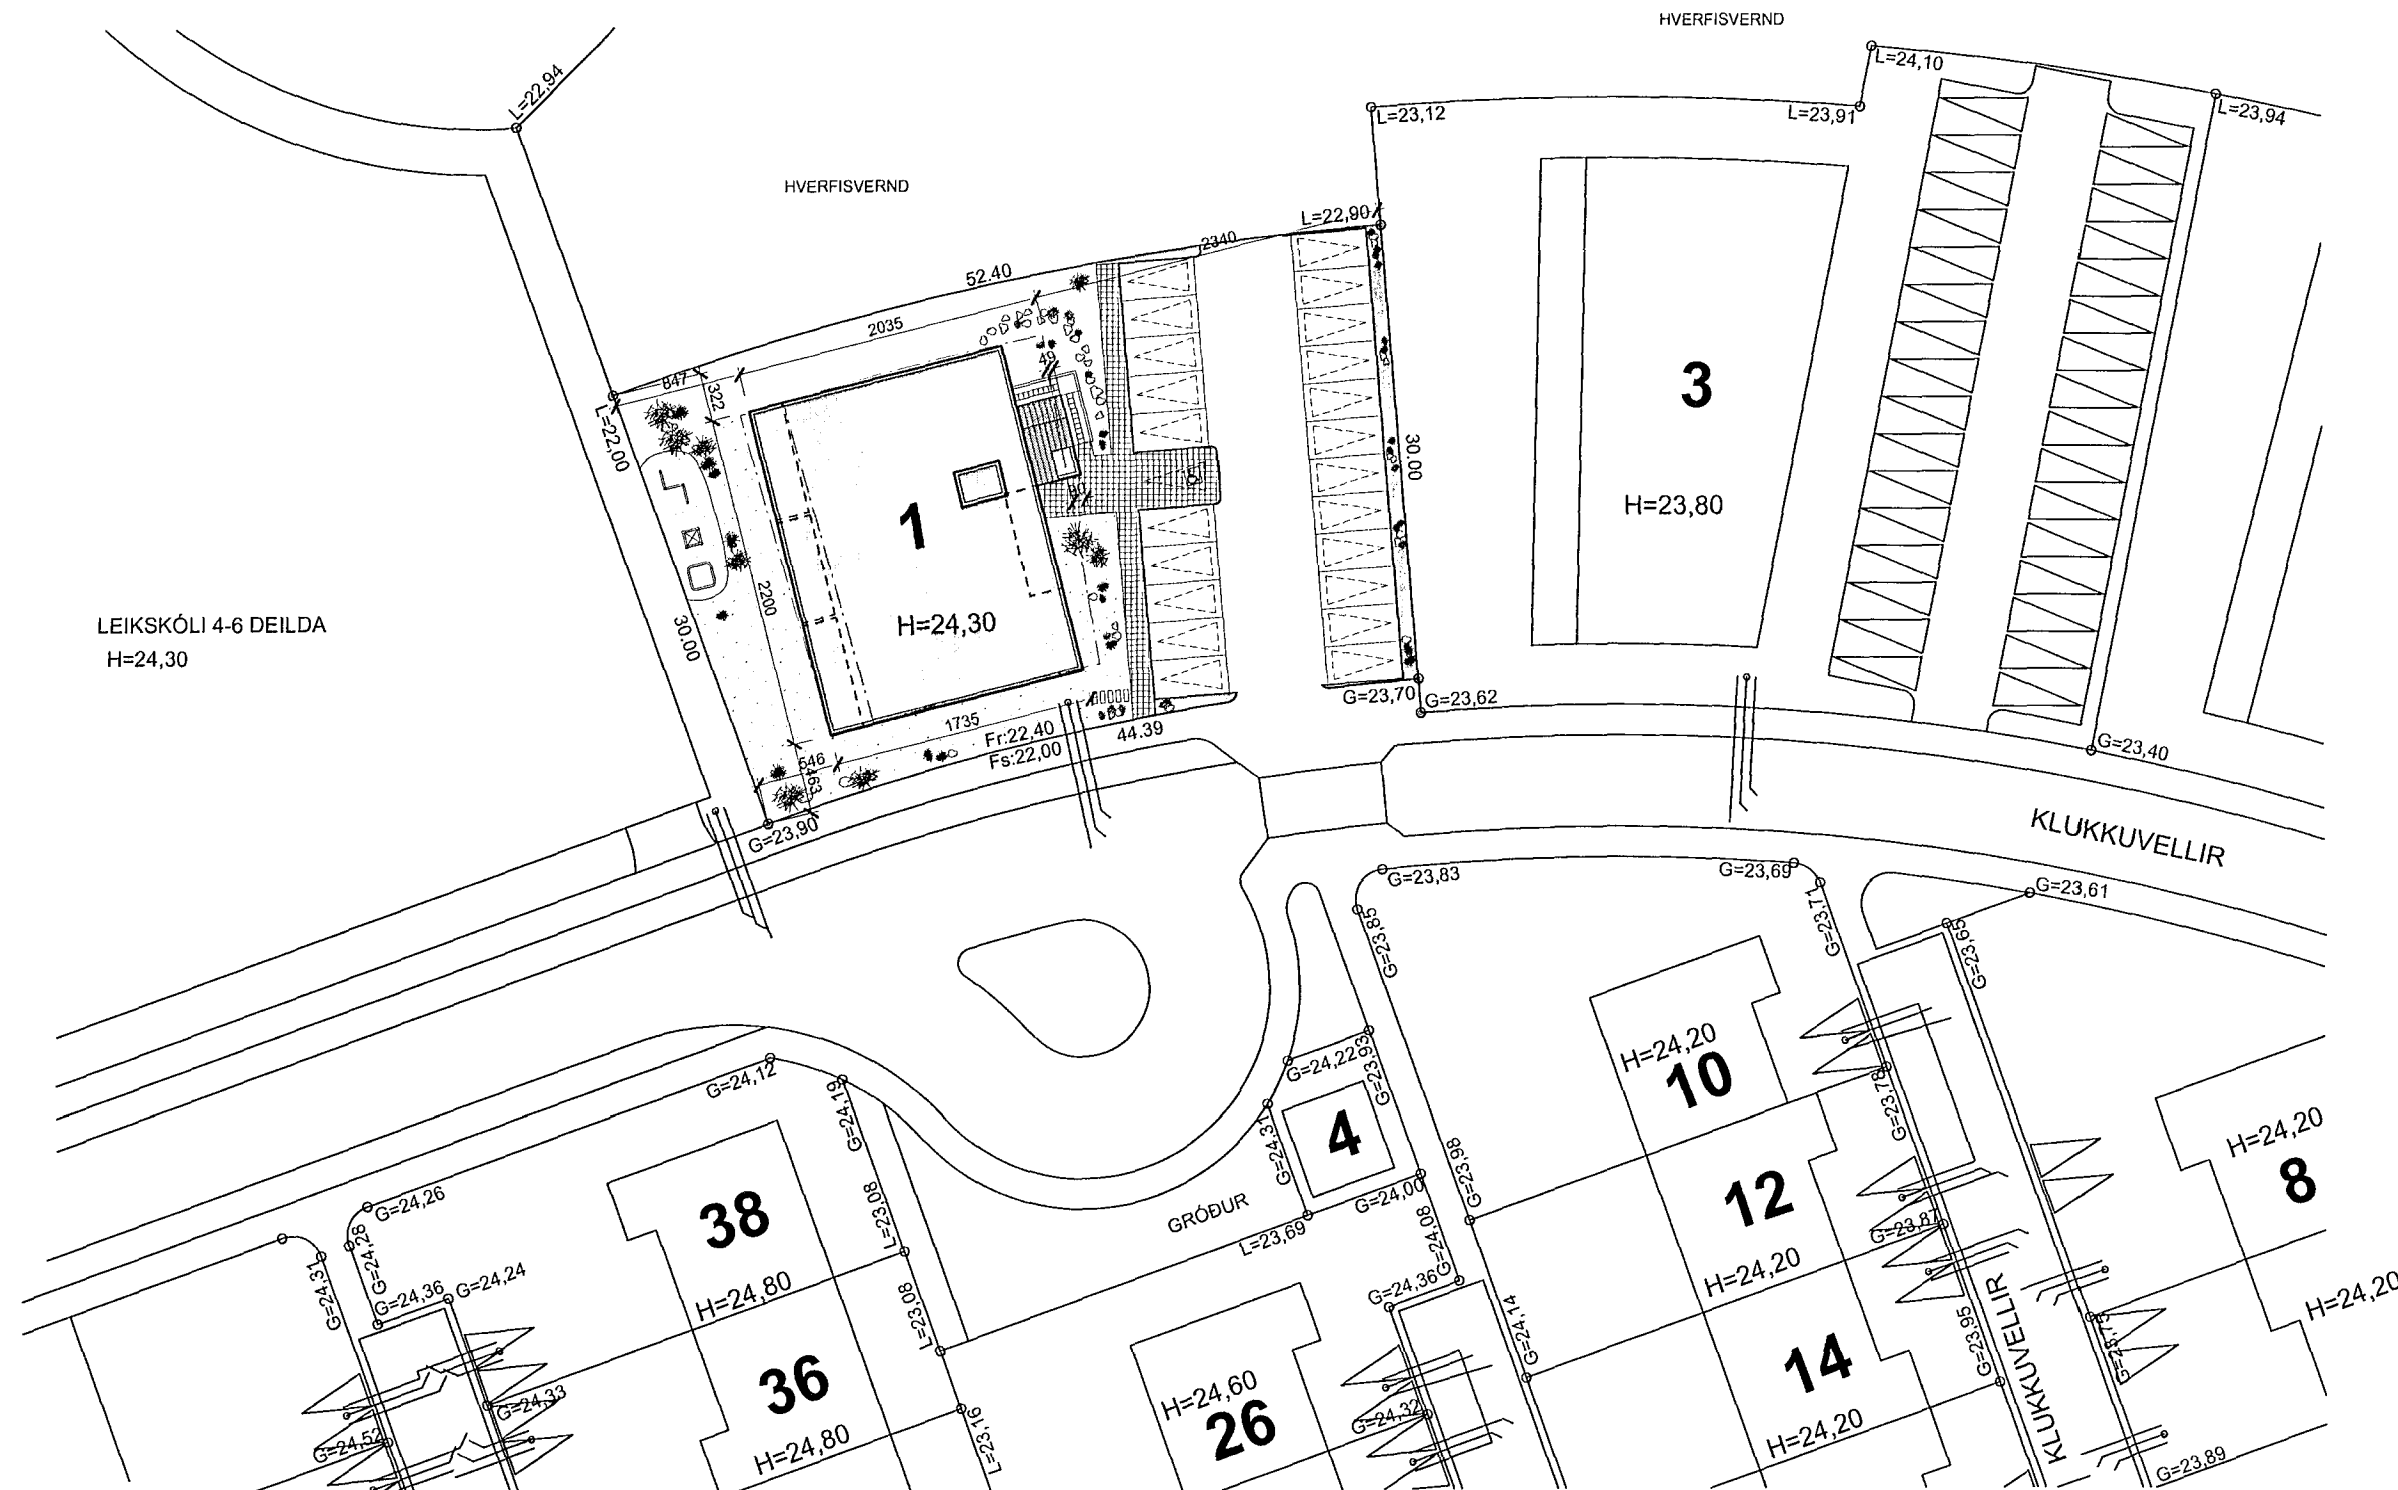 HVERFISVERND
L=24,10
L=22,94
L=23,12
L=23,91
L=23,94
HVERFISVERND
L=22,90
2340
52.40
2035
847
322
49
L=22,00
3
30.00
H=23,80
1
2200
H=24,30
LEIKSKÓLI 4-6 DEILDA
H=24,30
30.00
G=23,70
G=23,62
1735
Fr:22,40
Fs:22,00
44.39
G=23,40
546
463
G=23,90
KLUKKUVELLIR
G=23,83
G=23,69
G=23,71
G=23,61
G=23,85
G=23,65
G=24,12
G=24,19
G=24,22
G=23,93
H=24,20
10
G=23,78
G=24,31
4
H=24,20
8
G=24,26
G=24,28
38
L=23,08
GRÓÐUR
G=24,00
G=23,98
12
G=23,87
L=23,69
G=24,08
G=24,31
G=24,36
G=24,24
H=24,80
L=23,08
G=24,36
G=24,14
H=24,20
KLUKKUVELLIR
H=24,20
G=23,95
14
36
H=24,60
26
G=24,33
G=24,32
G=24,52
H=24,80
L=23,16
H=24,20
G=23,89